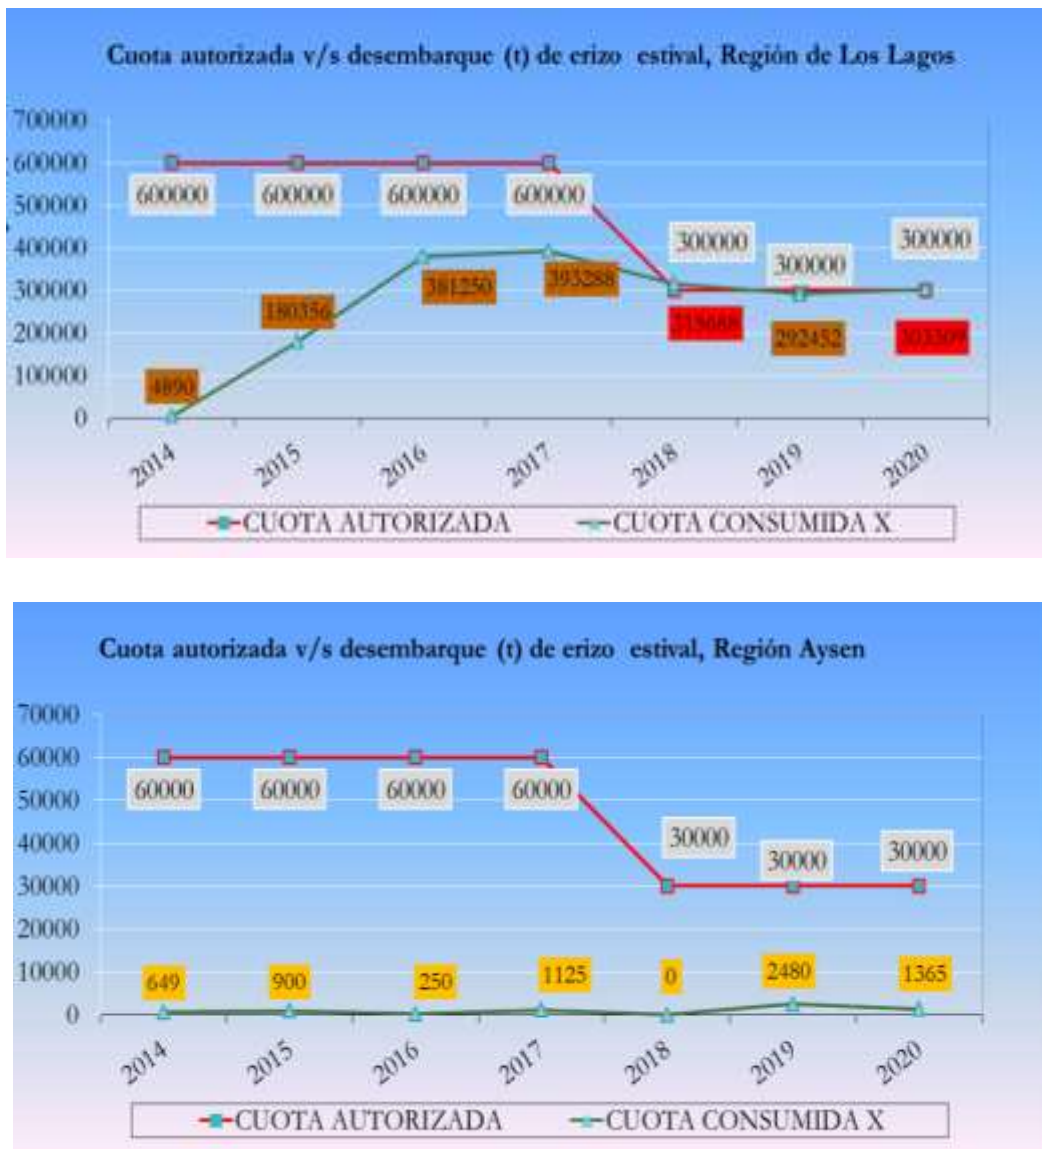 Cuota autorizada v/s desembarque (t) de erizo estival, Región de Los Lagos
700000
600000
500000
400000
300000
200000
100000
0
600000 600000 600000 600000 300000 300000 300000
4890 180356 381250 393288 292452 303309
2014 2015 2016 2017 2018 2019 2020
CUOTA AUTORIZADA CUOTA CONSUMIDA X
Cuota autorizada v/s desembarque (t) de erizo estival, Región Aysen
70000
60000
50000
40000
30000
20000
10000
0
60000 60000 60000 60000 30000 30000 30000
649 900 250 1125 0 2480 1365
2014 2015 2016 2017 2018 2019 2020
CUOTA AUTORIZADA CUOTA CONSUMIDA X